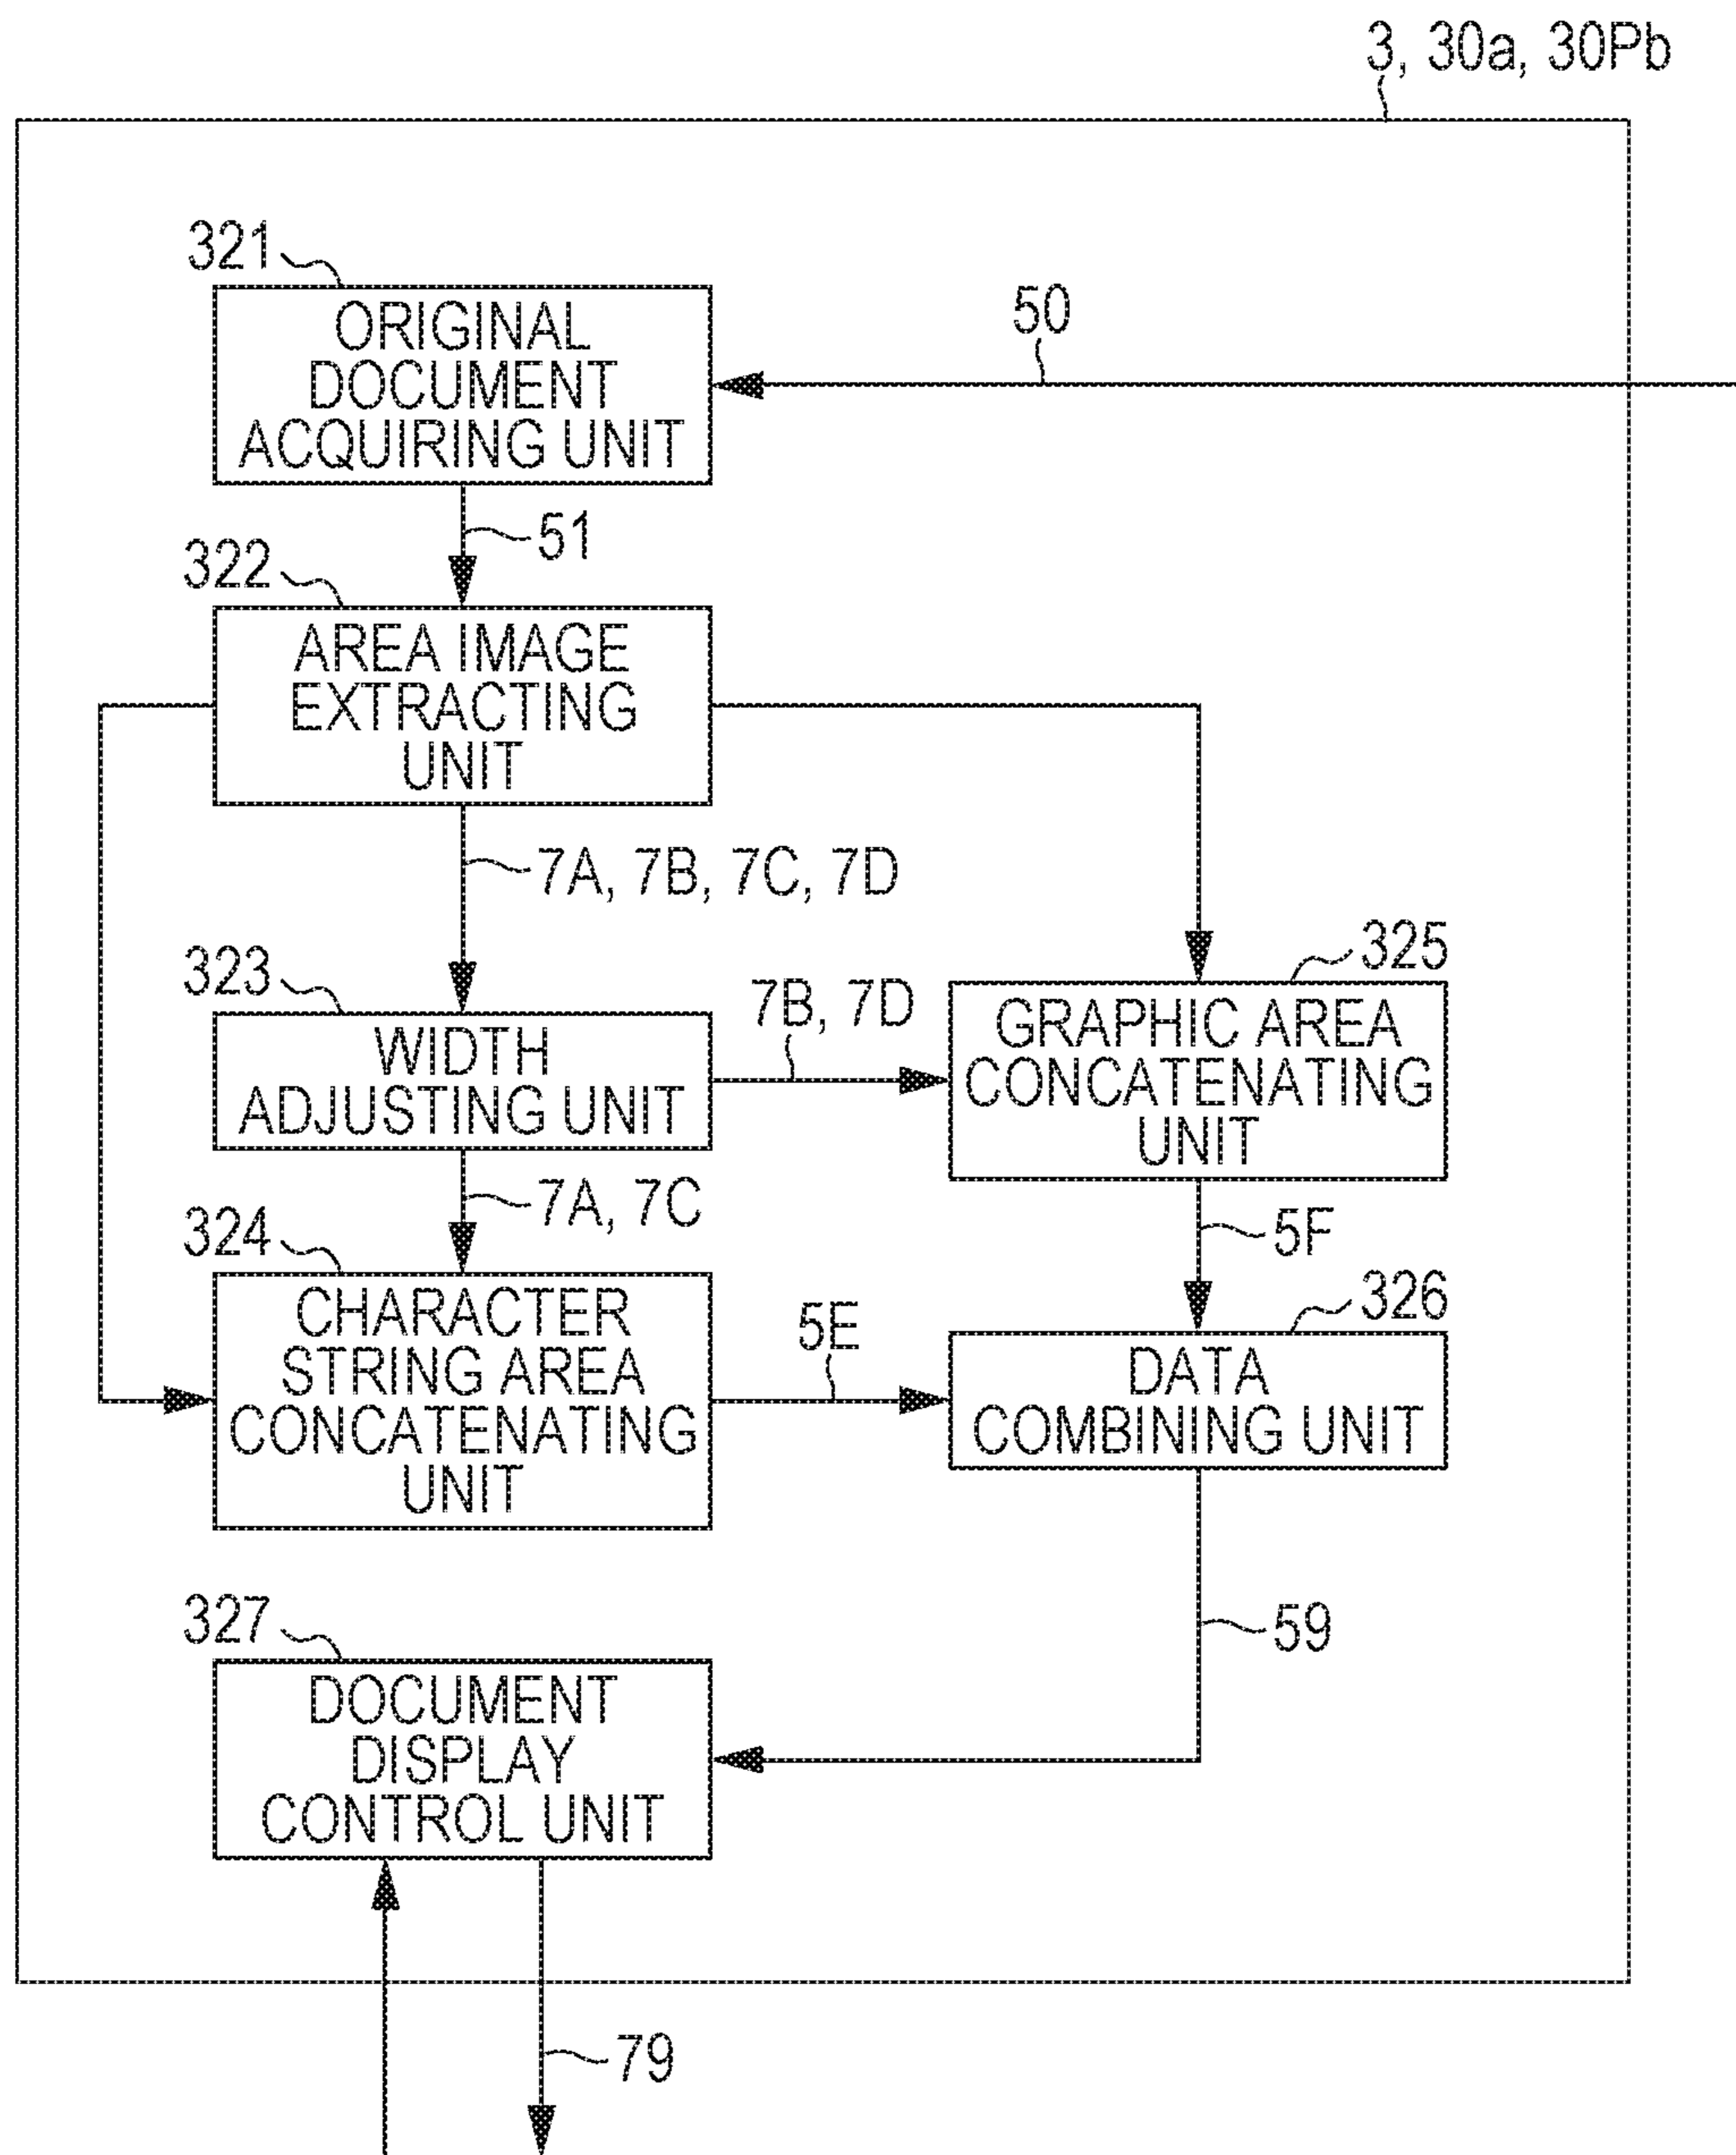 3, 30a, 30Pb
321
ORIGINAL
DOCUMENT
ACQUIRING UNIT
50
51
322
AREA IMAGE
EXTRACTING
UNIT
7A, 7B, 7C, 7D
323
WIDTH
ADJUSTING UNIT
7B, 7D
325
GRAPHIC AREA
CONCATENATING
UNIT
7A, 7C
5F
324
CHARACTER
STRING AREA
CONCATENATING
UNIT
5E
326
DATA
COMBINING UNIT
59
327
DOCUMENT
DISPLAY
CONTROL UNIT
79